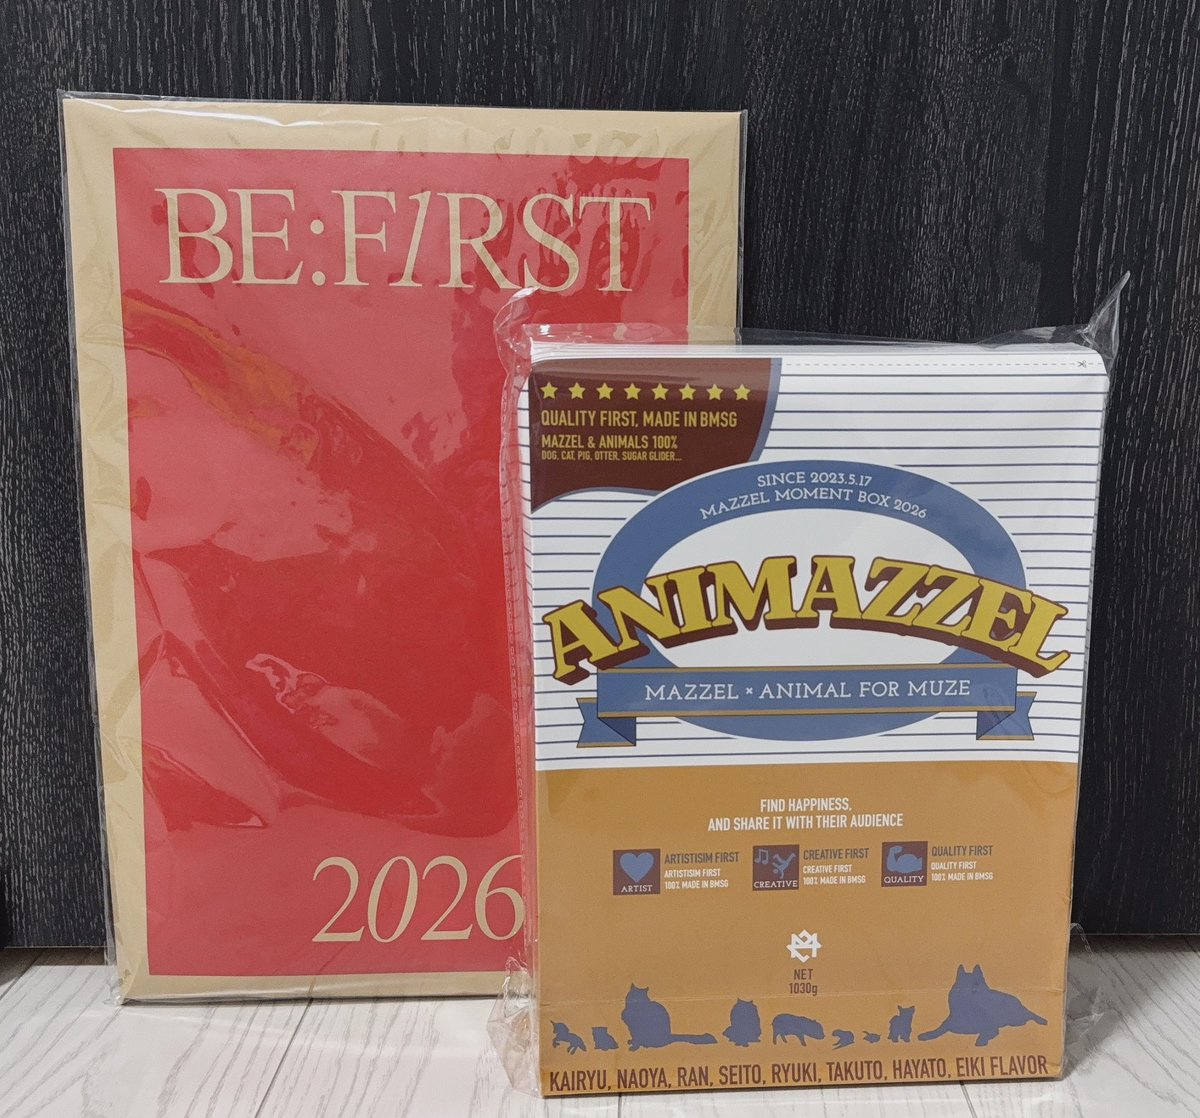 BE:F1RST
2026
QUALITY FIRST, MADE IN BMSG
MAZZEL & ANIMALS 100%
DOG, CAT, PIG, OTTER, SUGAR GLIDER...
SINCE 2023.5.17
MAZZEL MOMENT BOX 2026
ANIMAZZEL
MAZZEL × ANIMAL FOR MUZE
FIND HAPPINESS,
AND SHARE IT WITH THEIR AUDIENCE
ARTIST
ARTISTISIM FIRST
ARTISTISIM FIRST
100% MADE IN BMSG
CREATIVE
CREATIVE FIRST
CREATIVE FIRST
100% MADE IN BMSG
QUALITY
QUALITY FIRST
QUALITY FIRST
100% MADE IN BMSG
NET
1030g
KAIRYU, NAOYA, RAN, SEITO, RYUKI, TAKUTO, HAYATO, EIKI FLAVOR